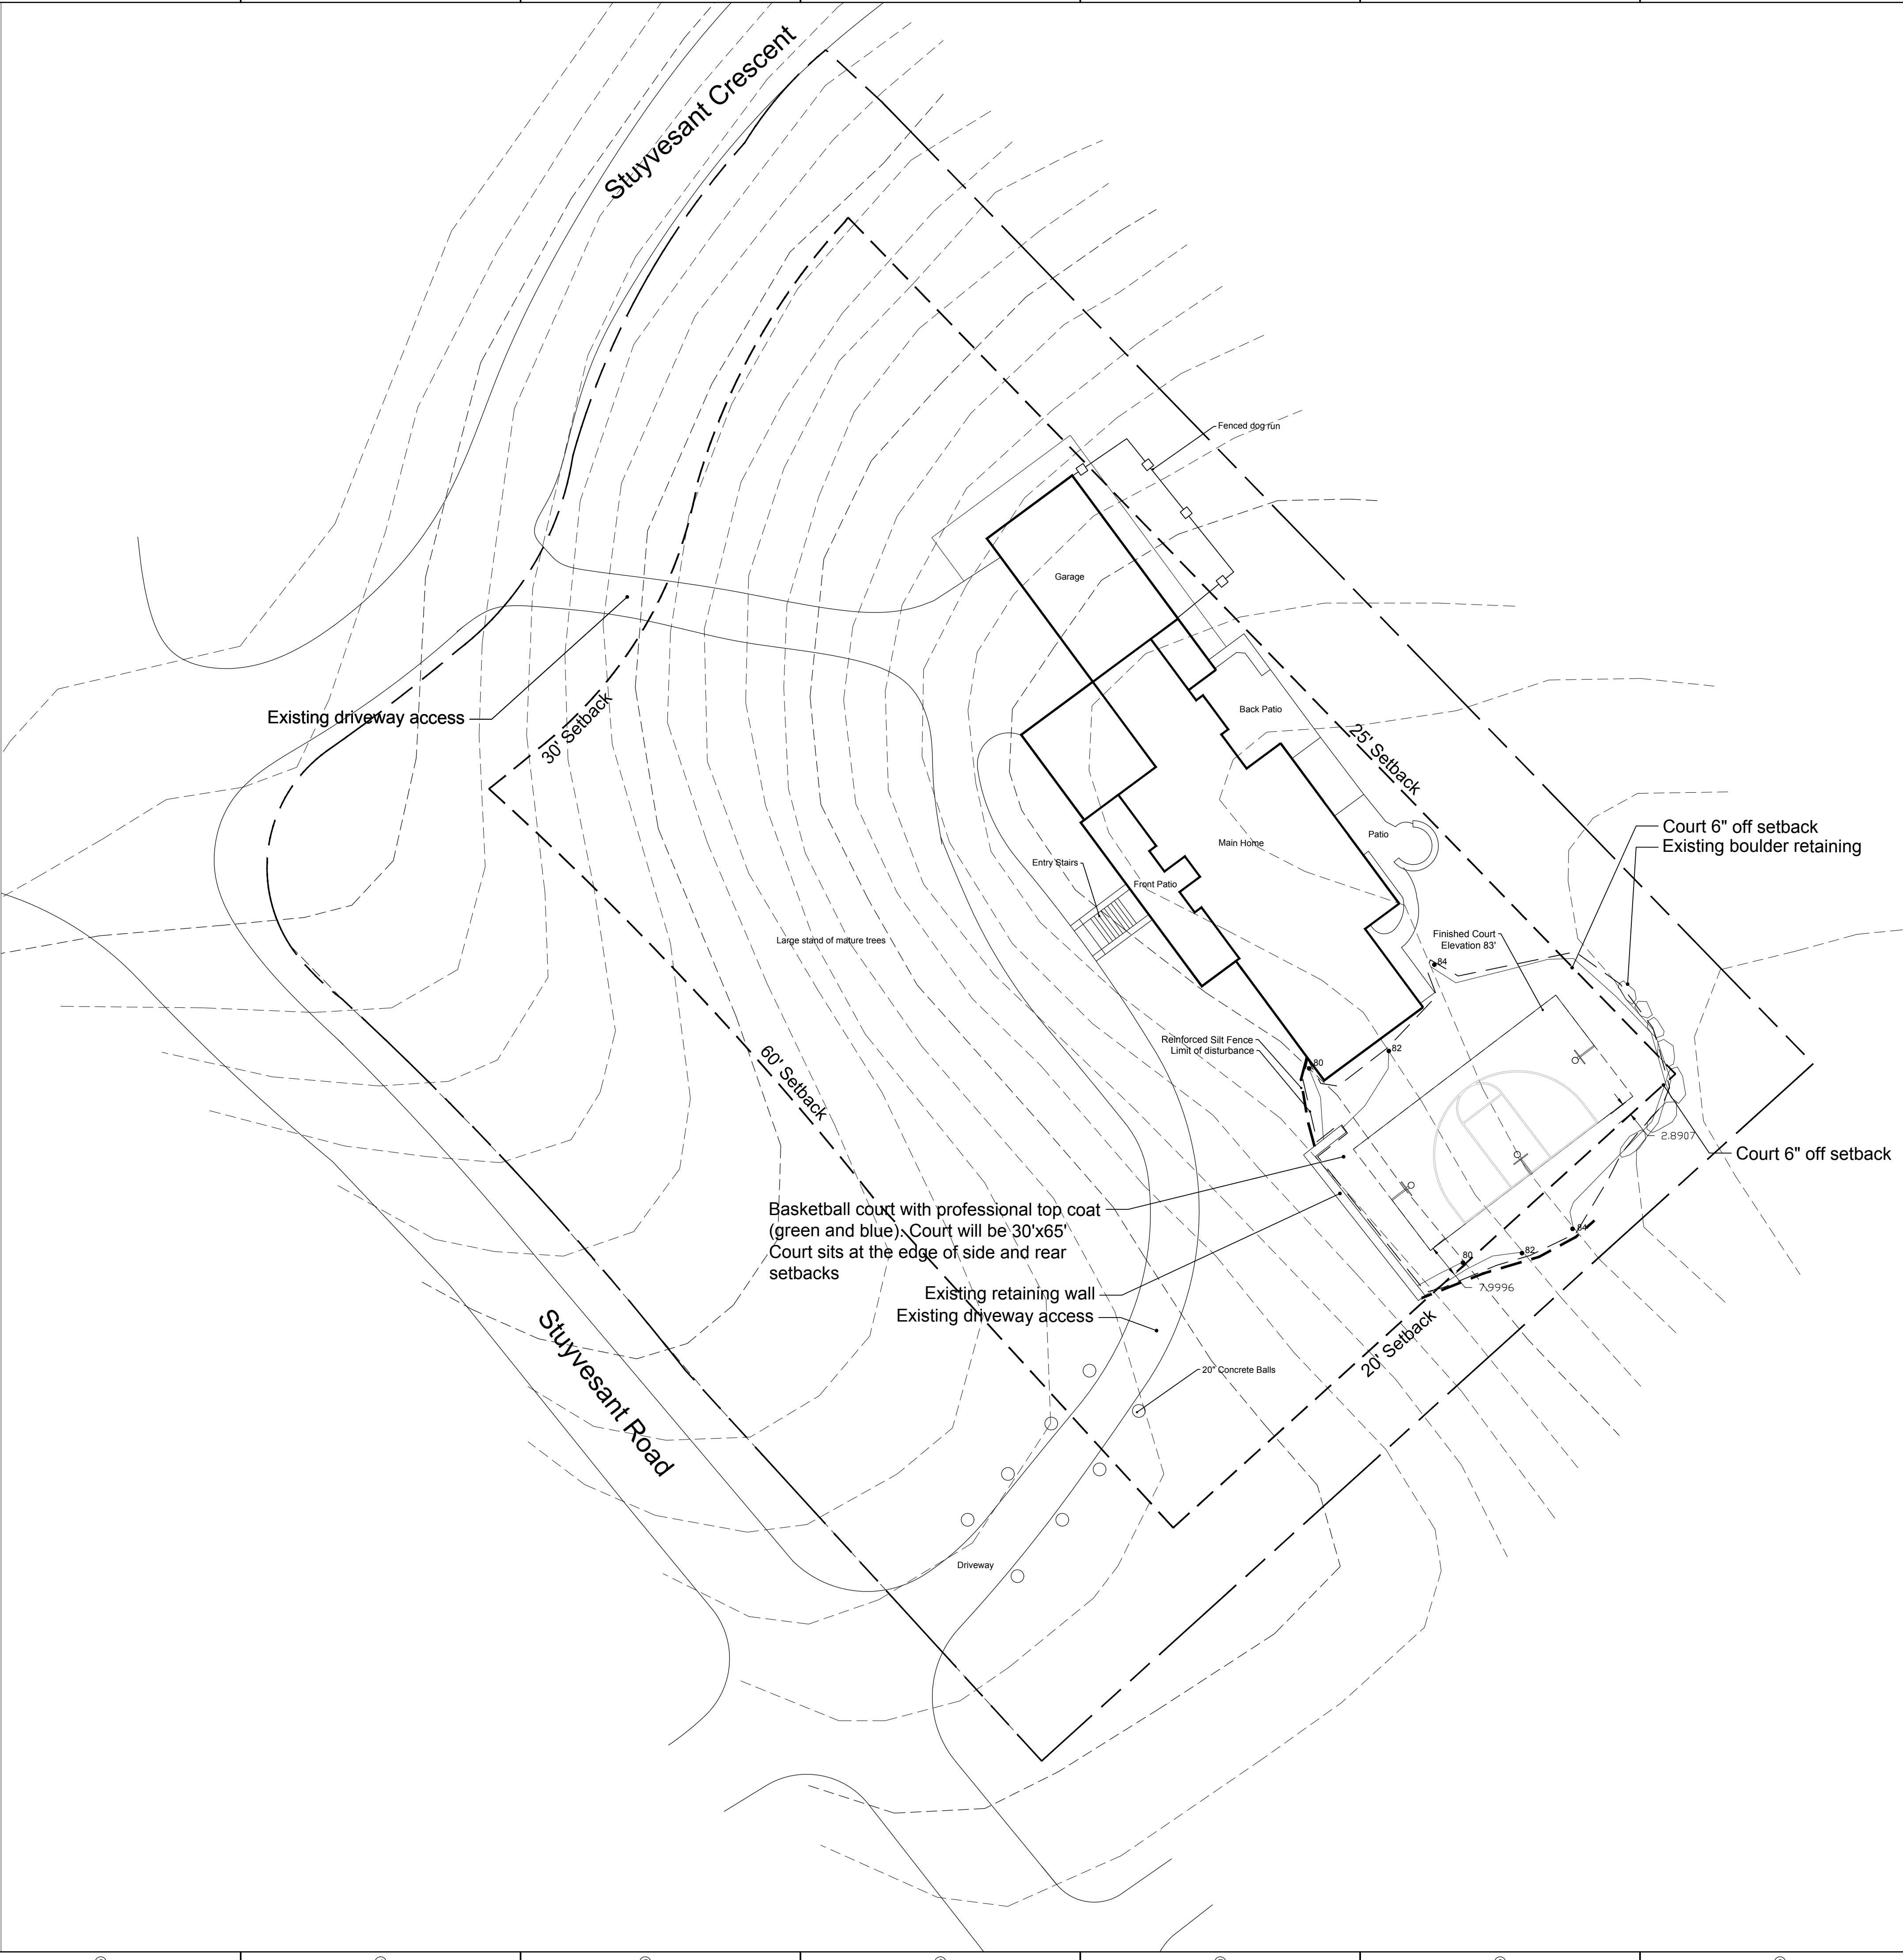 Stuyvesant Crescent
Fenced dog run
Garage
Existing driveway access
30' Setback
Back Patio
25' Setback
Court 6" off setback
Existing boulder retaining
Patio
Main Home
Entry Stairs
Front Patio
Large stand of mature trees
Finished Court
Elevation 83'
84
Reinforced Silt Fence
Limit of disturbance
82
80
60' Setback
2.8907
Court 6" off setback
Basketball court with professional top coat
(green and blue). Court will be 30'x65'
Court sits at the edge of side and rear
setbacks
84
82
80
7.9996
Existing retaining wall
Existing driveway access
20' Setback
20" Concrete Balls
Stuyvesant Road
Driveway